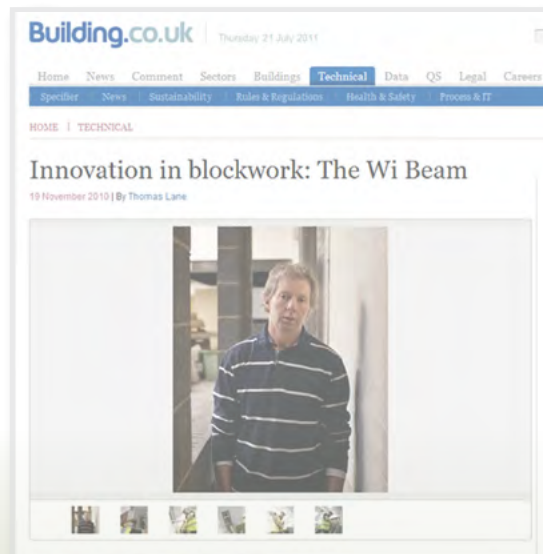 Building.co.uk Thursday 21 July 2011
Home News Comment Sectors Buildings Technical Data QS Legal Careers
Specifier News Sustainability Rules & Regulations Health & Safety Process & IT
HOME | TECHNICAL
Innovation in blockwork: The Wi Beam
19 November 2010 | By Thomas Lane